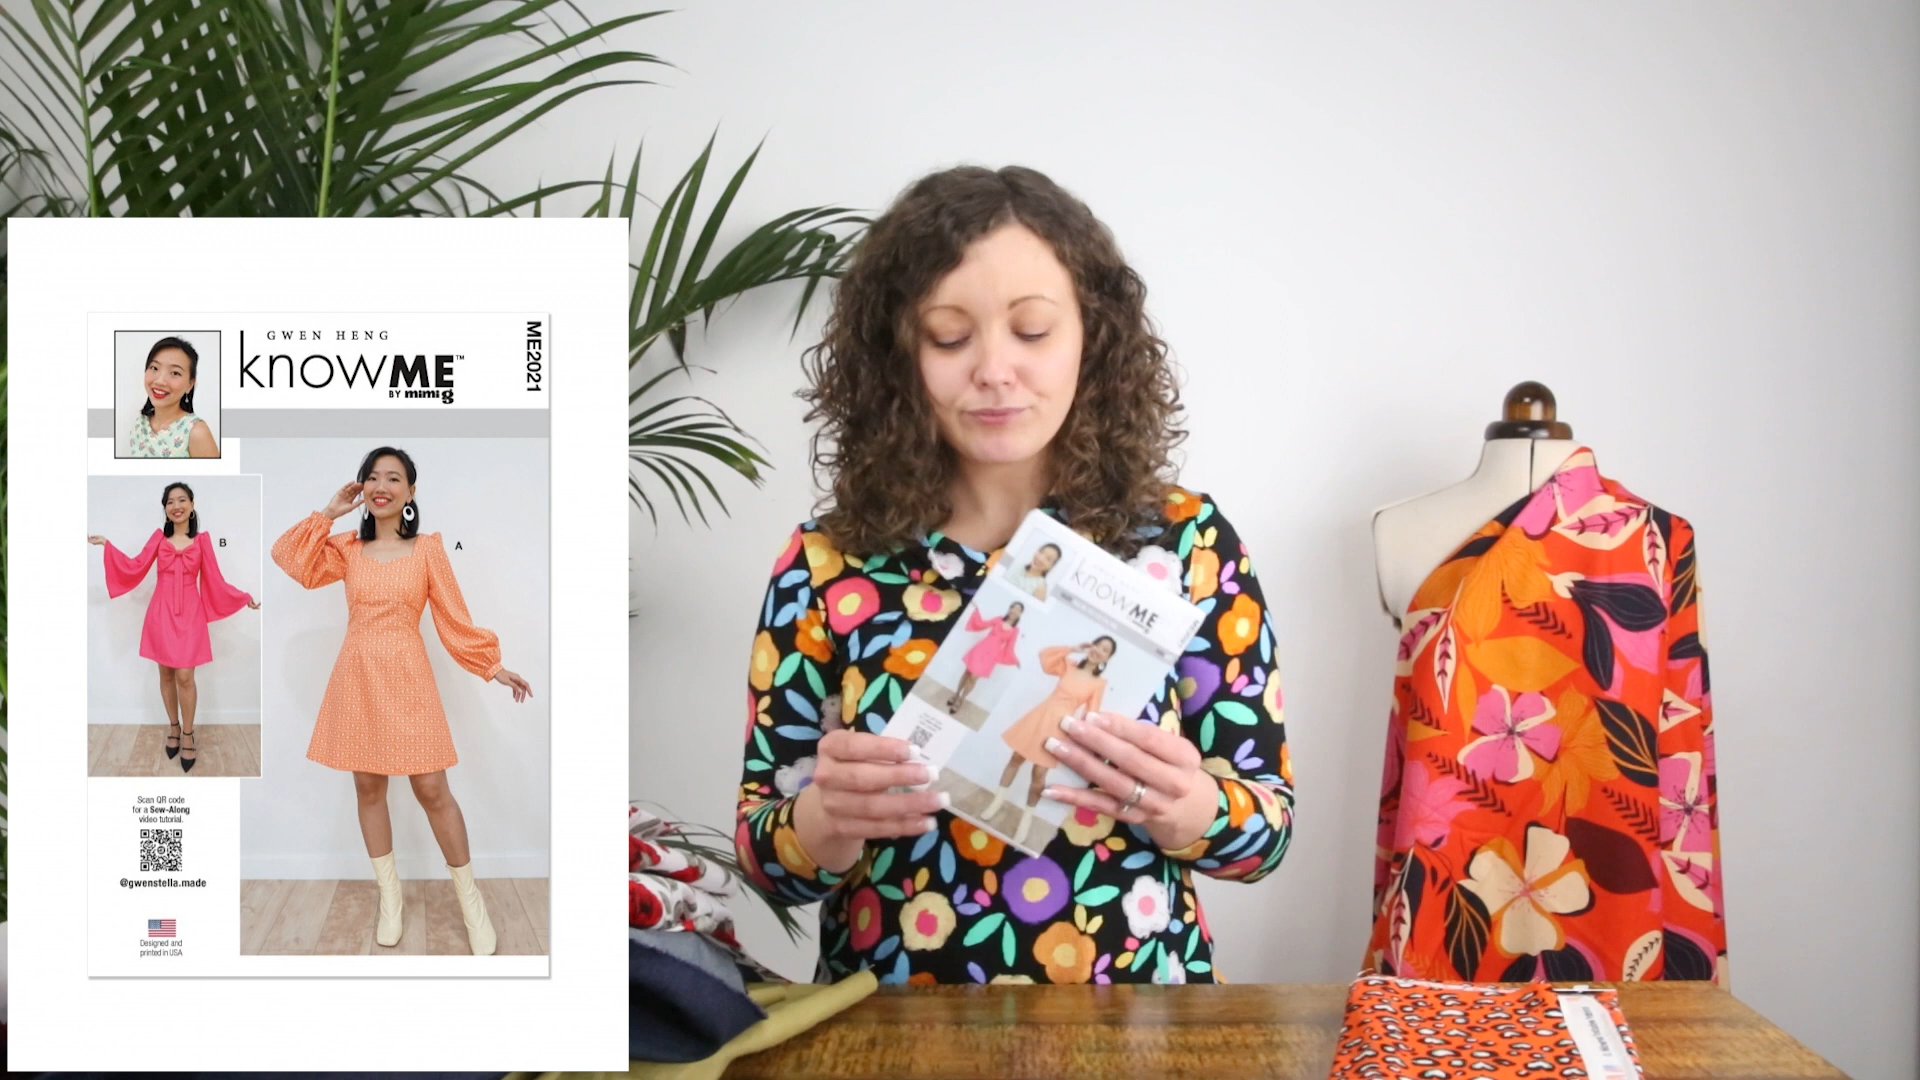 GWEN HENG
knowME™
BY mimi g
ME2021
B
A
Scan QR code
for a Sew-Along
video tutorial.
@gwenstella.made
Designed and
printed in USA
knowME